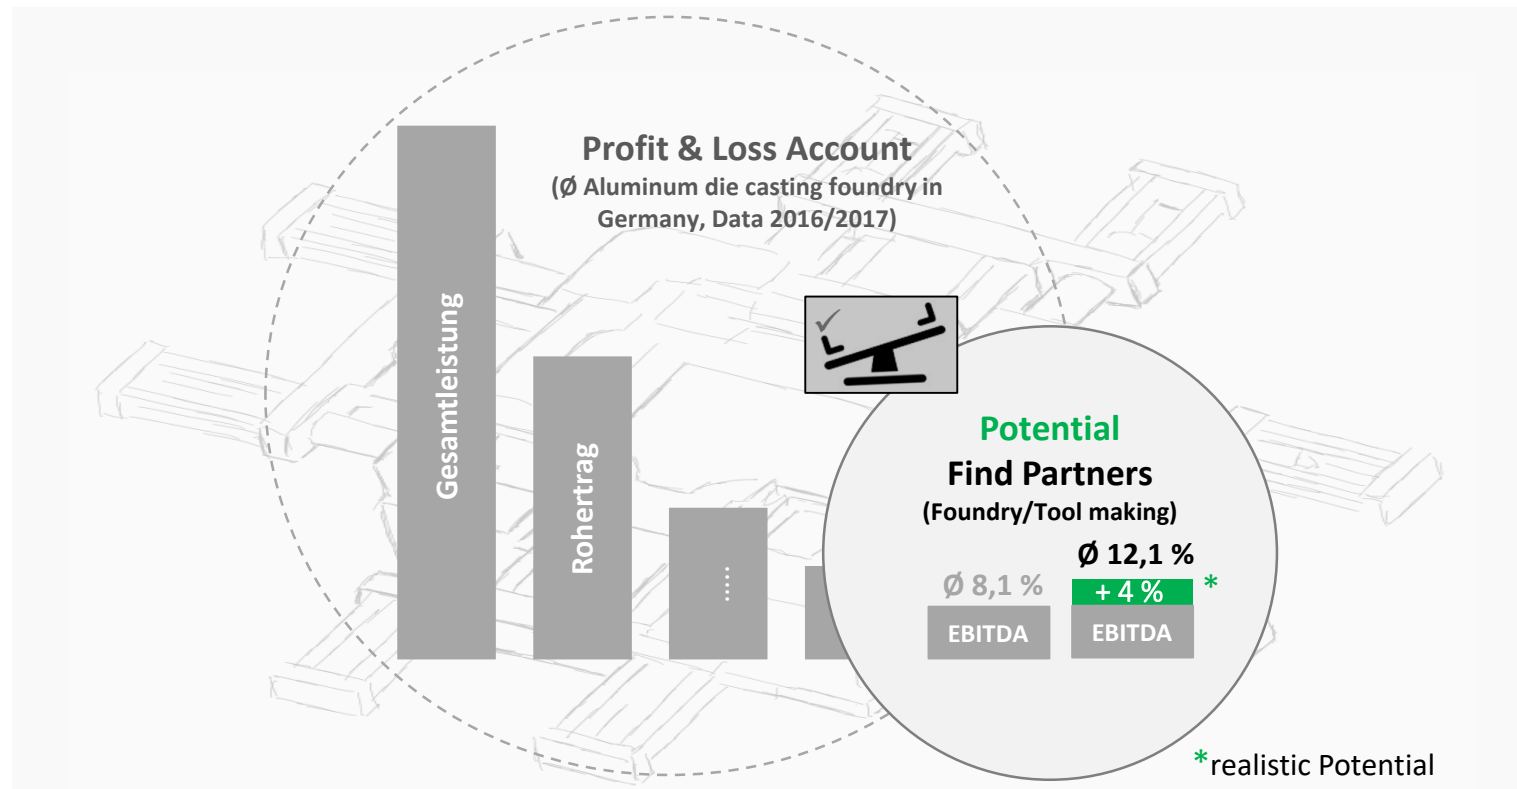 Profit & Loss Account
(Ø Aluminum die casting foundry in
Germany, Data 2016/2017)
Gesamtleistung
Rohertrag
.....
Potential
Find Partners
(Foundry/Tool making)
Ø 8,1 %
EBITDA
Ø 12,1 %
+ 4 % *
EBITDA
*realistic Potential